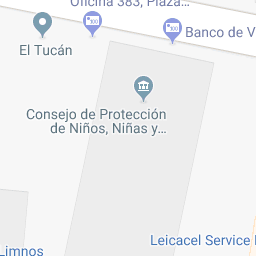 Oficina 383, Plaza…
El Tucán
Banco de V
Consejo de Protección
de Niños, Niñas y…
Leicacel Service
Limnos